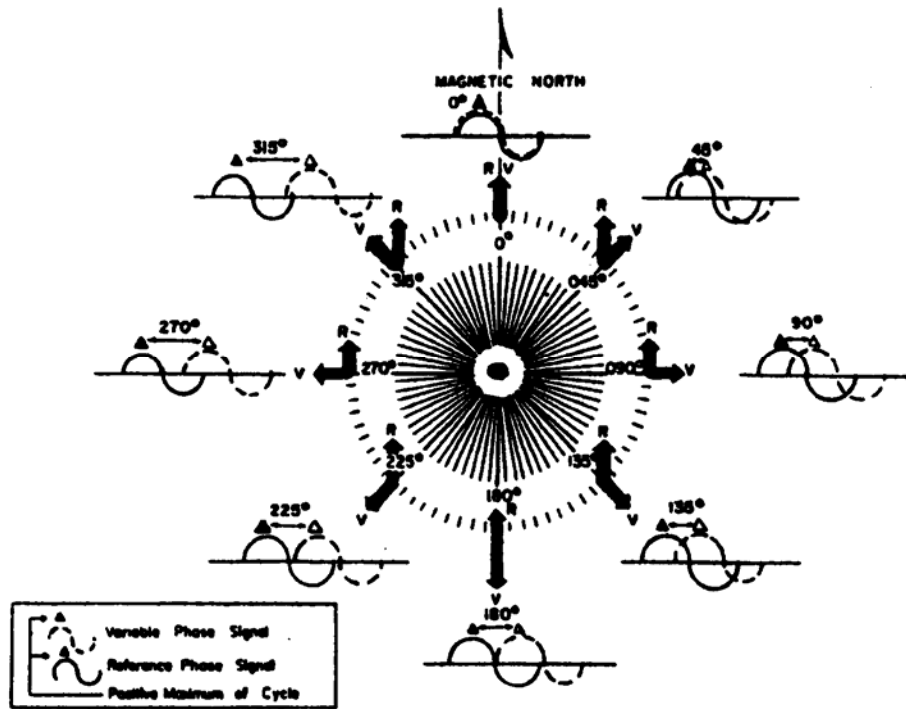 MAGNETIC NORTH
0°
315°
45°
R V
R
V
R
V
0°
315°
045°
270°
90°
R
R
V
270°
090°
V
R
R
225°
135°
180°
R
225°
135°
V
V
V
180°
Variable Phase Signal
Reference Phase Signal
Positive Maximum of Cycle